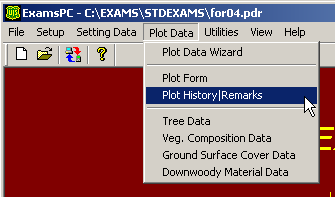 ExamsPC - C:\EXAMS\STDEXAMS\for04.pdr
File Setup Setting Data Plot Data Utilities View Help
Plot Data Wizard
Plot Form
Plot History|Remarks
Tree Data
Veg. Composition Data
Ground Surface Cover Data
Downwoody Material Data